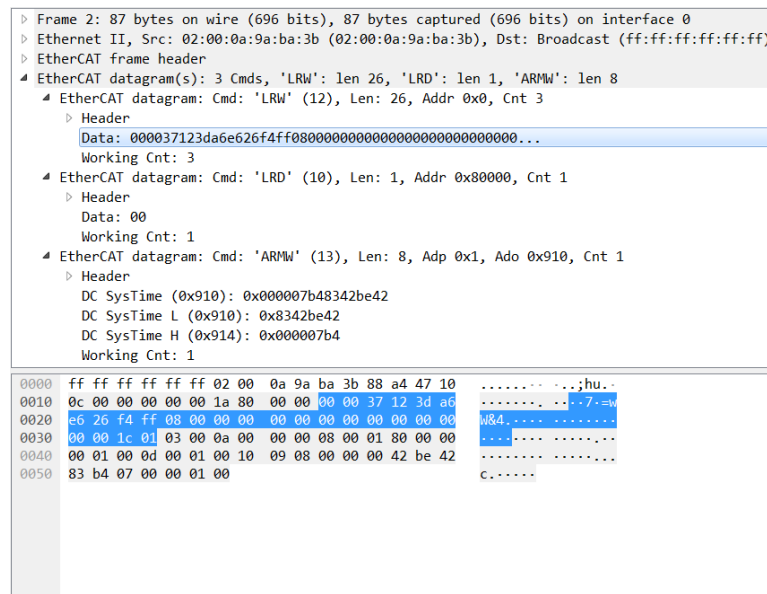 Frame 2: 87 bytes on wire (696 bits), 87 bytes captured (696 bits) on interface 0
Ethernet II, Src: 02:00:0a:9a:ba:3b (02:00:0a:9a:ba:3b), Dst: Broadcast (ff:ff:ff:ff:ff:ff)
EtherCAT frame header
EtherCAT datagram(s): 3 Cmds, 'LRW': len 26, 'LRD': len 1, 'ARMW': len 8
EtherCAT datagram: Cmd: 'LRW' (12), Len: 26, Addr 0x0, Cnt 3
Header
Data: 000037123da6e626f4ff0800000000000000000000000000...
Working Cnt: 3
EtherCAT datagram: Cmd: 'LRD' (10), Len: 1, Addr 0x80000, Cnt 1
Header
Data: 00
Working Cnt: 1
EtherCAT datagram: Cmd: 'ARMW' (13), Len: 8, Adp 0x1, Ado 0x910, Cnt 1
Header
DC SysTime (0x910): 0x000007b48342be42
DC SysTime L (0x910): 0x8342be42
DC SysTime H (0x914): 0x000007b4
Working Cnt: 1
0000 ff ff ff ff ff ff 02 00 0a 9a ba 3b 88 a4 47 10 ......·· ·..;hu.·
0010 0c 00 00 00 00 00 1a 80 00 00 00 00 37 12 3d a6 ·······. ····7·=w
0020 e6 26 f4 ff 08 00 00 00 00 00 00 00 00 00 00 00 W&4.···· ········
0030 00 00 1c 01 03 00 0a 00 00 00 08 00 01 80 00 00 ········ ·····.··
0040 00 01 00 0d 00 01 00 10 09 08 00 00 00 42 be 42 ········ ·····...
0050 83 b4 07 00 00 01 00 c.·····